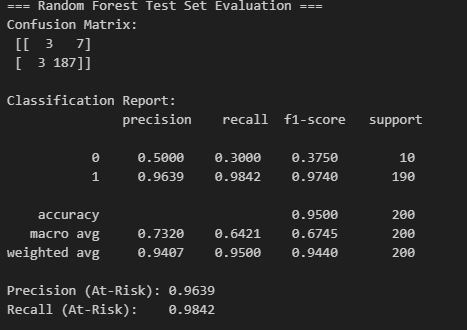 === Random Forest Test Set Evaluation ===
Confusion Matrix:
[[  3   7]
[  3 187]]
Classification Report:
precision    recall  f1-score   support
0     0.5000    0.3000    0.3750        10
1     0.9639    0.9842    0.9740       190
accuracy                         0.9500       200
macro avg     0.7320    0.6421    0.6745       200
weighted avg     0.9407    0.9500    0.9440       200
Precision (At-Risk): 0.9639
Recall (At-Risk):    0.9842